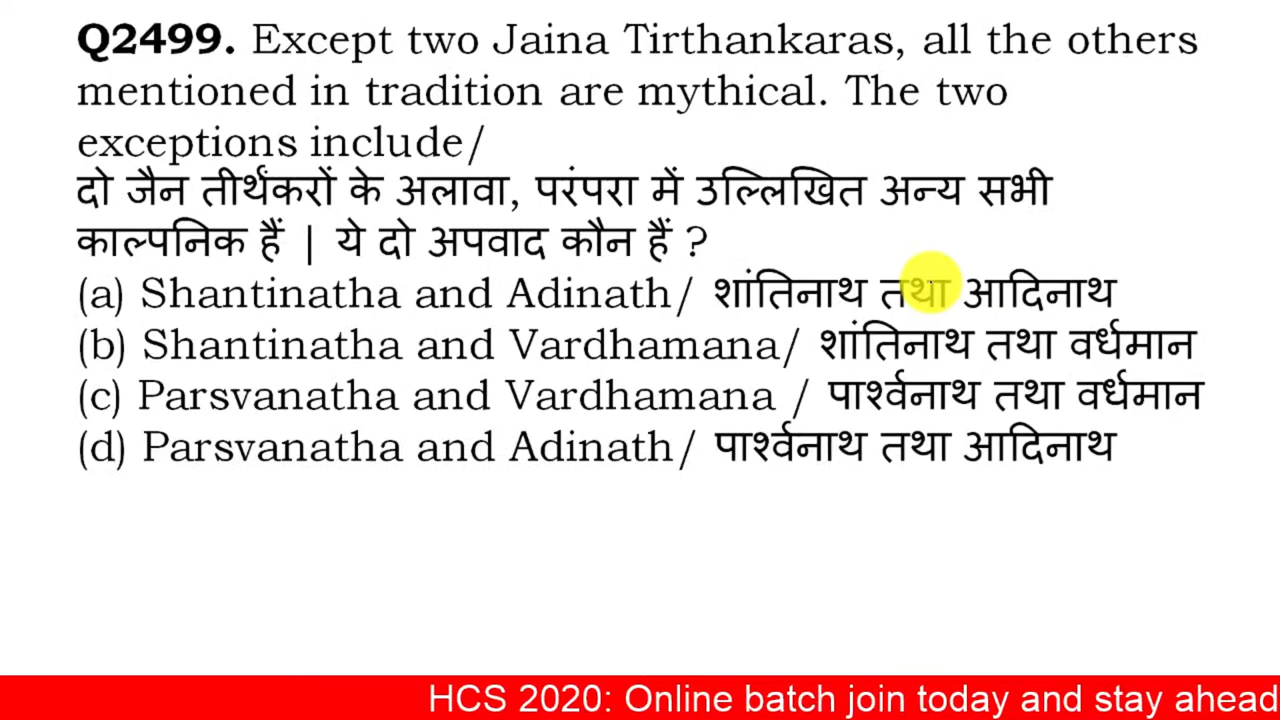 Q2499. Except two Jaina Tirthankaras, all the others
mentioned in tradition are mythical. The two
exceptions include/
दो जैन तीर्थंकरों के अलावा, परंपरा में उल्लिखित अन्य सभी
काल्पनिक हैं | ये दो अपवाद कौन हैं ?
(a) Shantinatha and Adinath/ शांतिनाथ तथा आदिनाथ
(b) Shantinatha and Vardhamana/ शांतिनाथ तथा वर्धमान
(c) Parsvanatha and Vardhamana / पार्श्वनाथ तथा वर्धमान
(d) Parsvanatha and Adinath/ पार्श्वनाथ तथा आदिनाथ
HCS 2020: Online batch join today and stay ahead